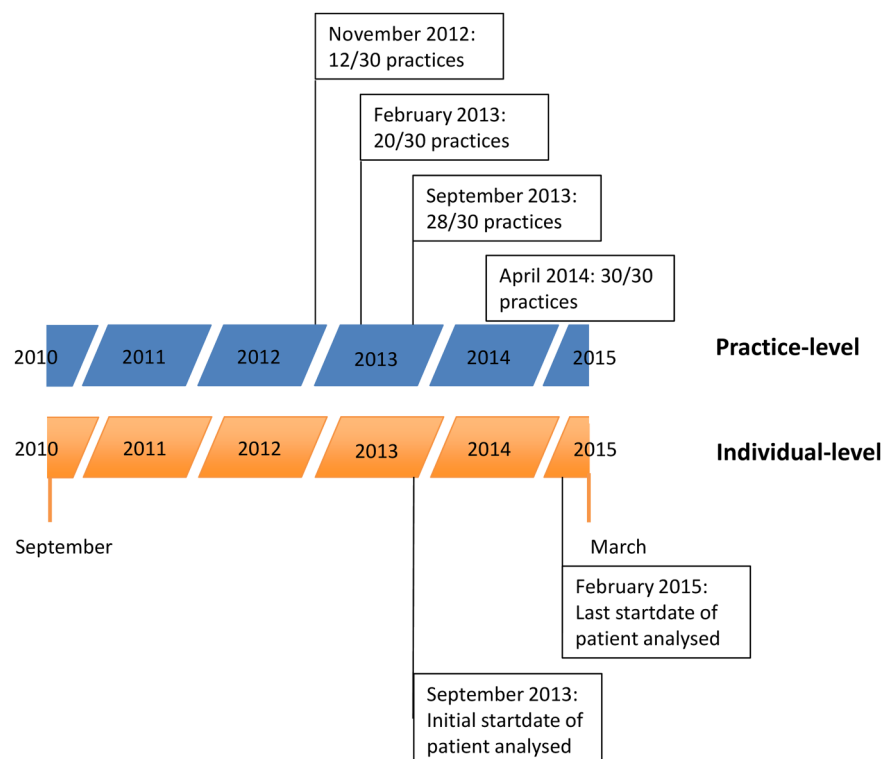 November 2012:
12/30 practices
February 2013:
20/30 practices
September 2013:
28/30 practices
April 2014: 30/30
practices
2010 2011 2012 2013 2014 2015
Practice-level
2010 2011 2012 2013 2014 2015
Individual-level
September
March
February 2015:
Last startdate of
patient analysed
September 2013:
Initial startdate of
patient analysed